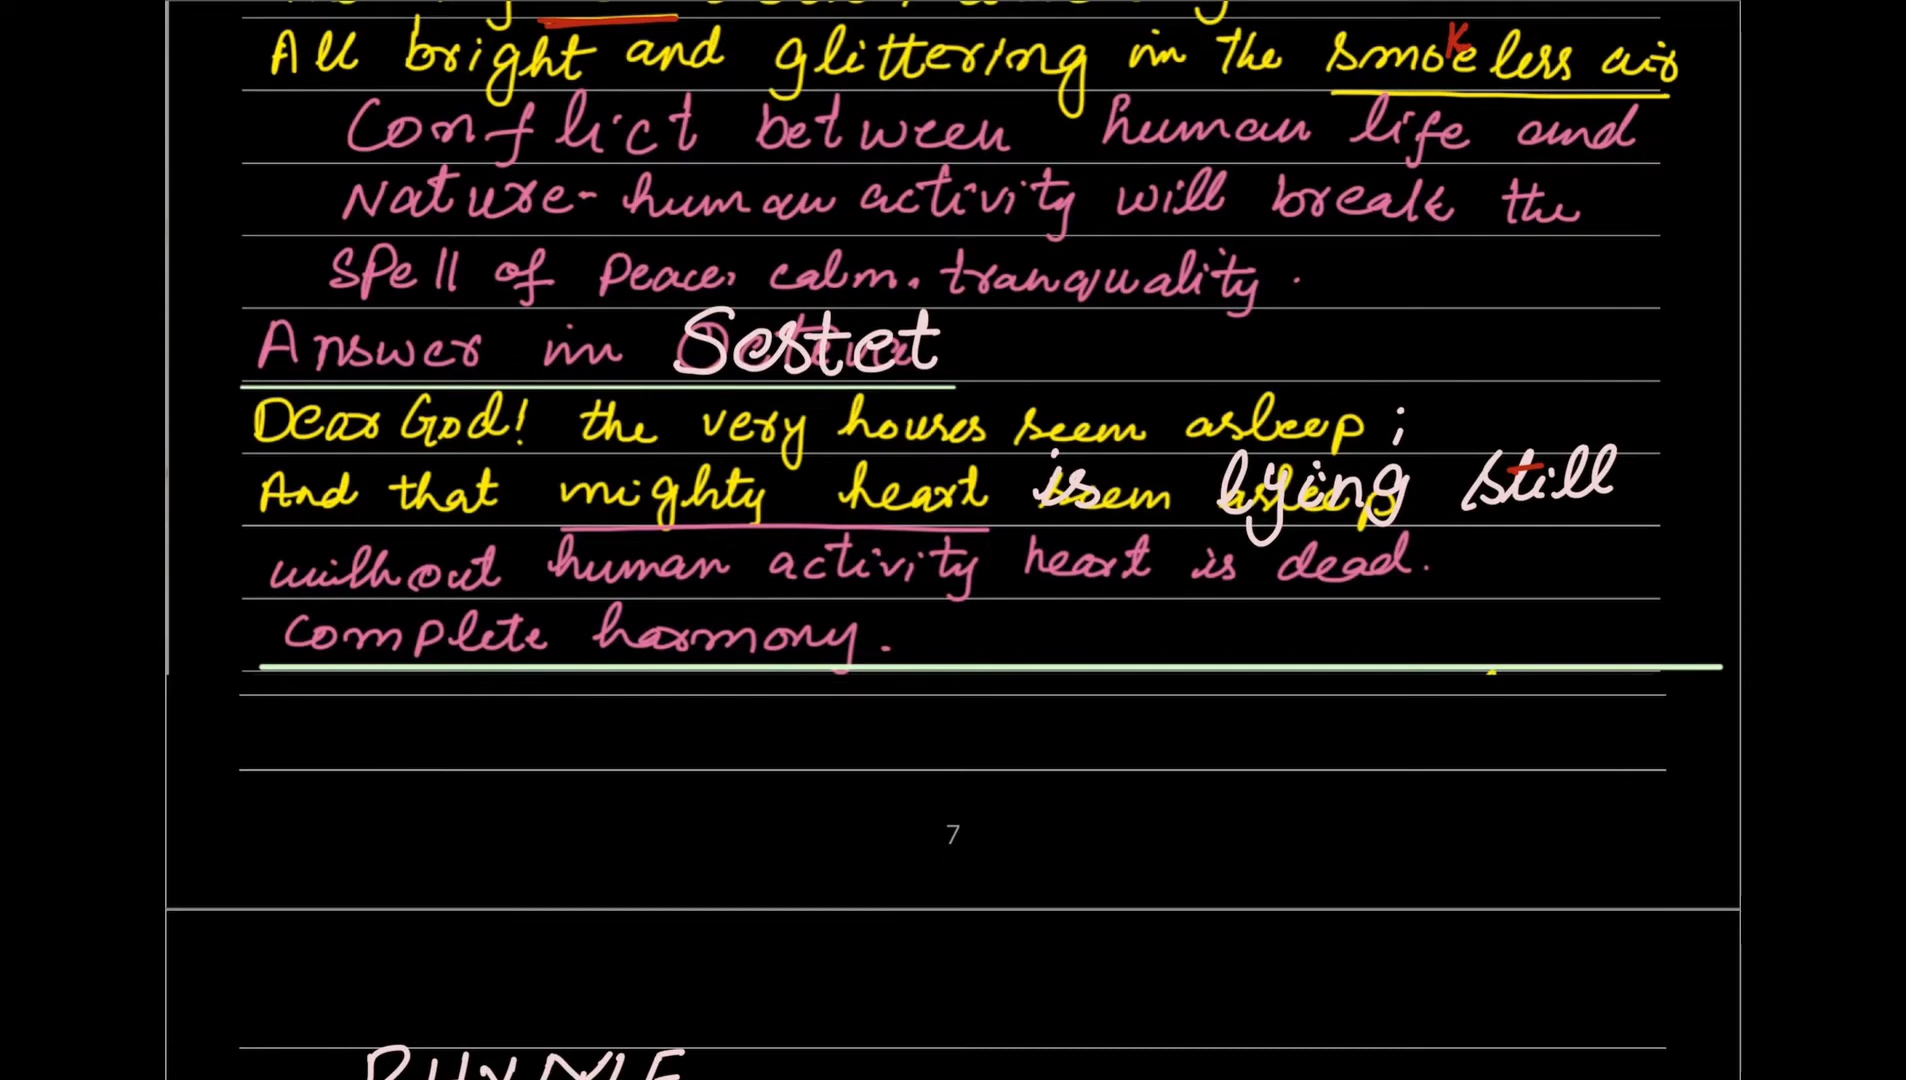 All bright and glittering in the smokeless air
Conflict between human life and
Nature - human activity will break the
spell of peace, calm, tranquality.
Answer in Sestet
Dear God! the very houses seem asleep;
And that mighty heart is lying still
without human activity heart is dead.
complete harmony.
7